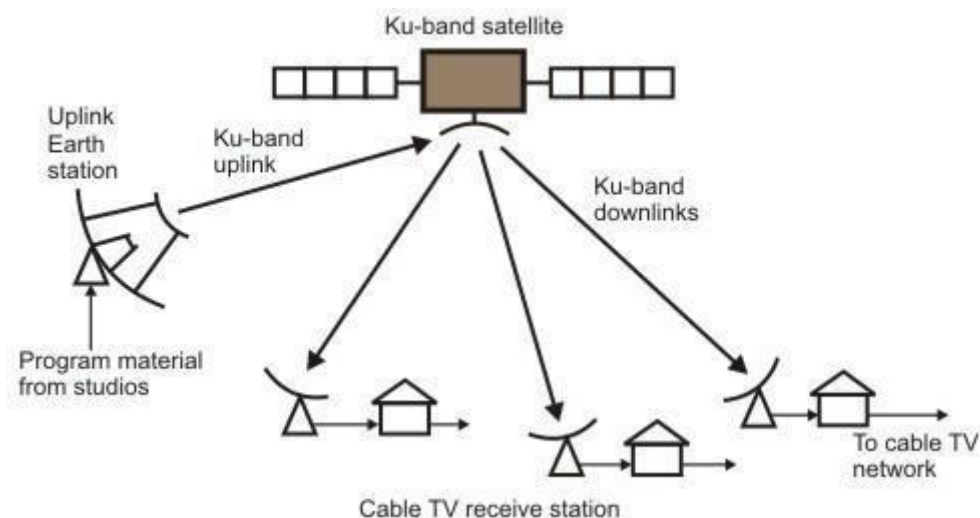 Ku-band satellite
Uplink
Earth
station
Ku-band
uplink
Ku-band
downlinks
Program material
from studios
To cable TV
network
Cable TV receive station